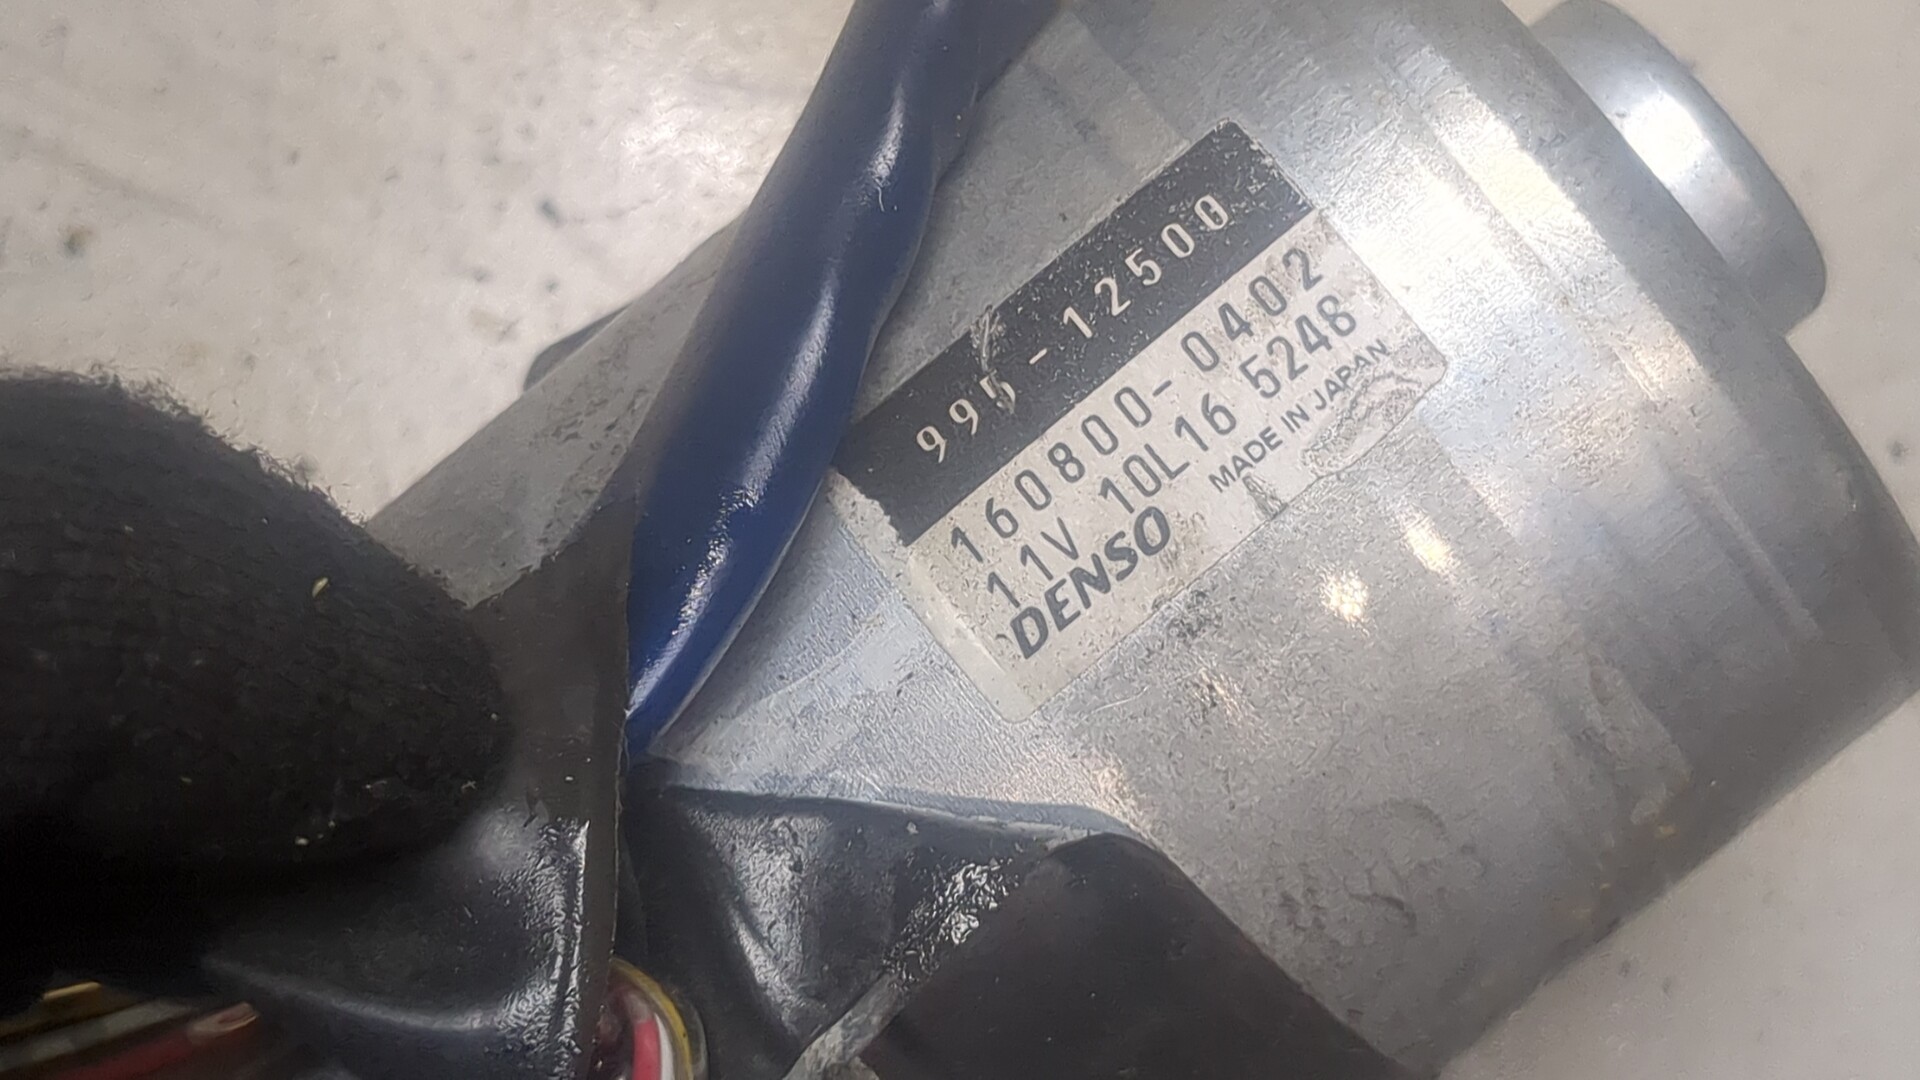 995-12500
160800-0402
11V 10L16 5248
DENSO MADE IN JAPAN